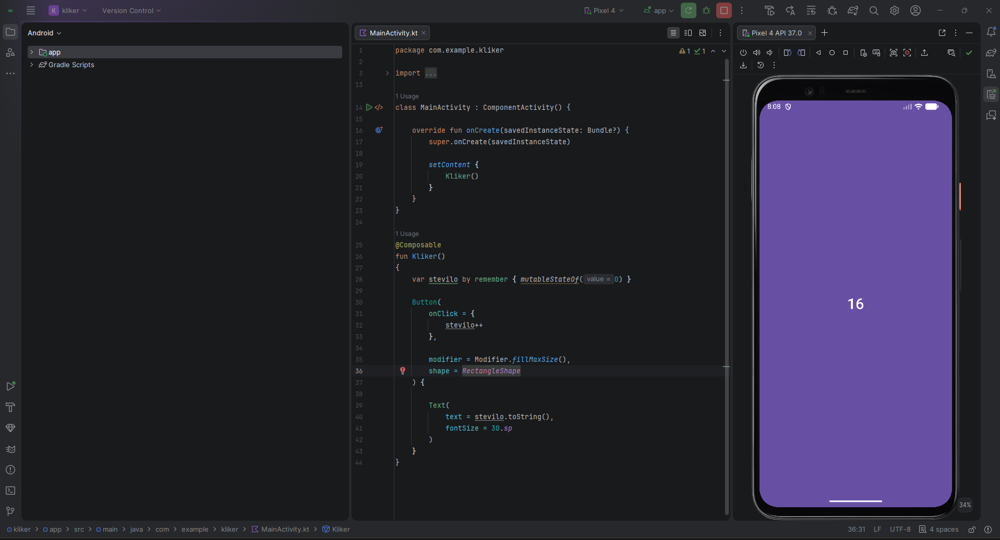 K kliker Version Control Pixel 4 app
Android
app
Gradle Scripts
MainActivity.kt
1 package com.example.kliker 1 1
2
3 import ...
13
1 Usage
14 class MainActivity : ComponentActivity() {
15
16 override fun onCreate(savedInstanceState: Bundle?) {
17 super.onCreate(savedInstanceState)
18
19 setContent {
20 Kliker()
21 }
22 }
23 }
24
1 Usage
25 @Composable
26 fun Kliker()
27 {
28 var stevilo by remember { mutableStateOf( value = 0) }
29
30 Button(
31 onClick = {
32 stevilo++
33 },
34
35 modifier = Modifier.fillMaxSize(),
36 shape = RectangleShape
37 ) {
38
39 Text(
40 text = stevilo.toString(),
41 fontSize = 30.sp
42 )
43 }
44 }
Pixel 4 API 37.0
8:08
16
34%
kliker > app > src > main > java > com > example > kliker > MainActivity.kt > Kliker 36:31 LF UTF-8 4 spaces